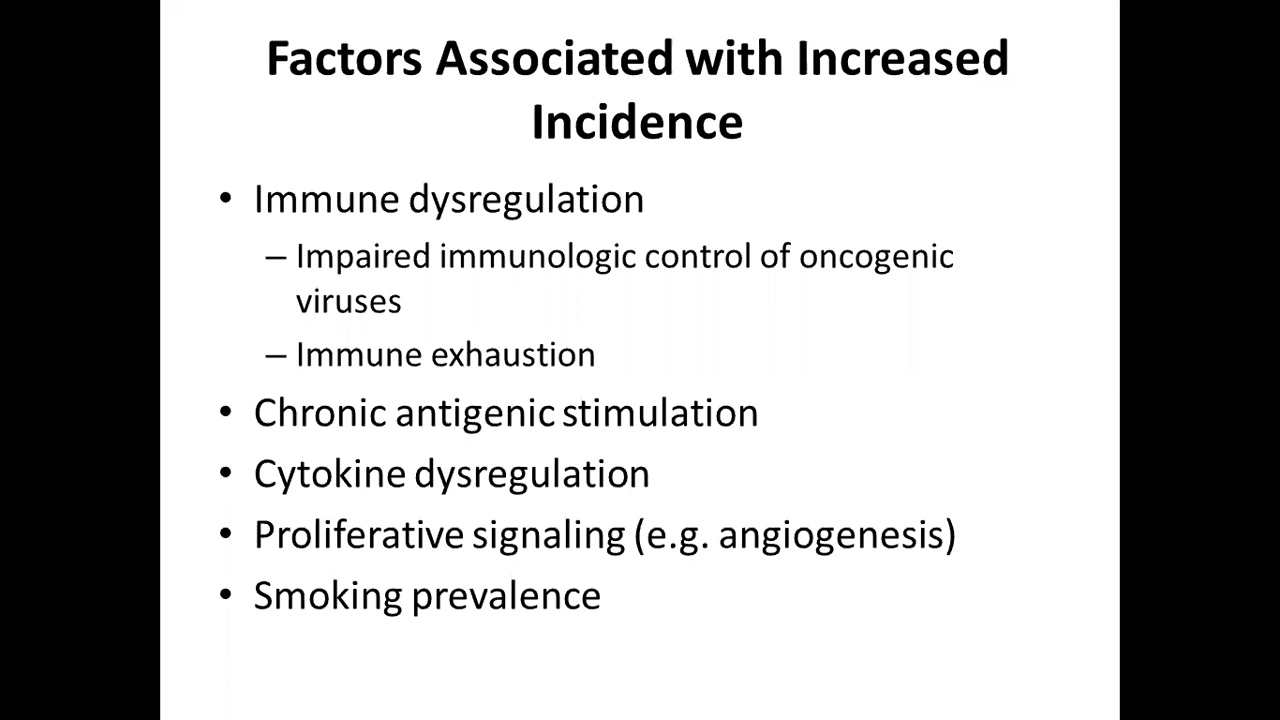 Factors Associated with Increased
Incidence
• Immune dysregulation
– Impaired immunologic control of oncogenic
viruses
– Immune exhaustion
• Chronic antigenic stimulation
• Cytokine dysregulation
• Proliferative signaling (e.g. angiogenesis)
• Smoking prevalence